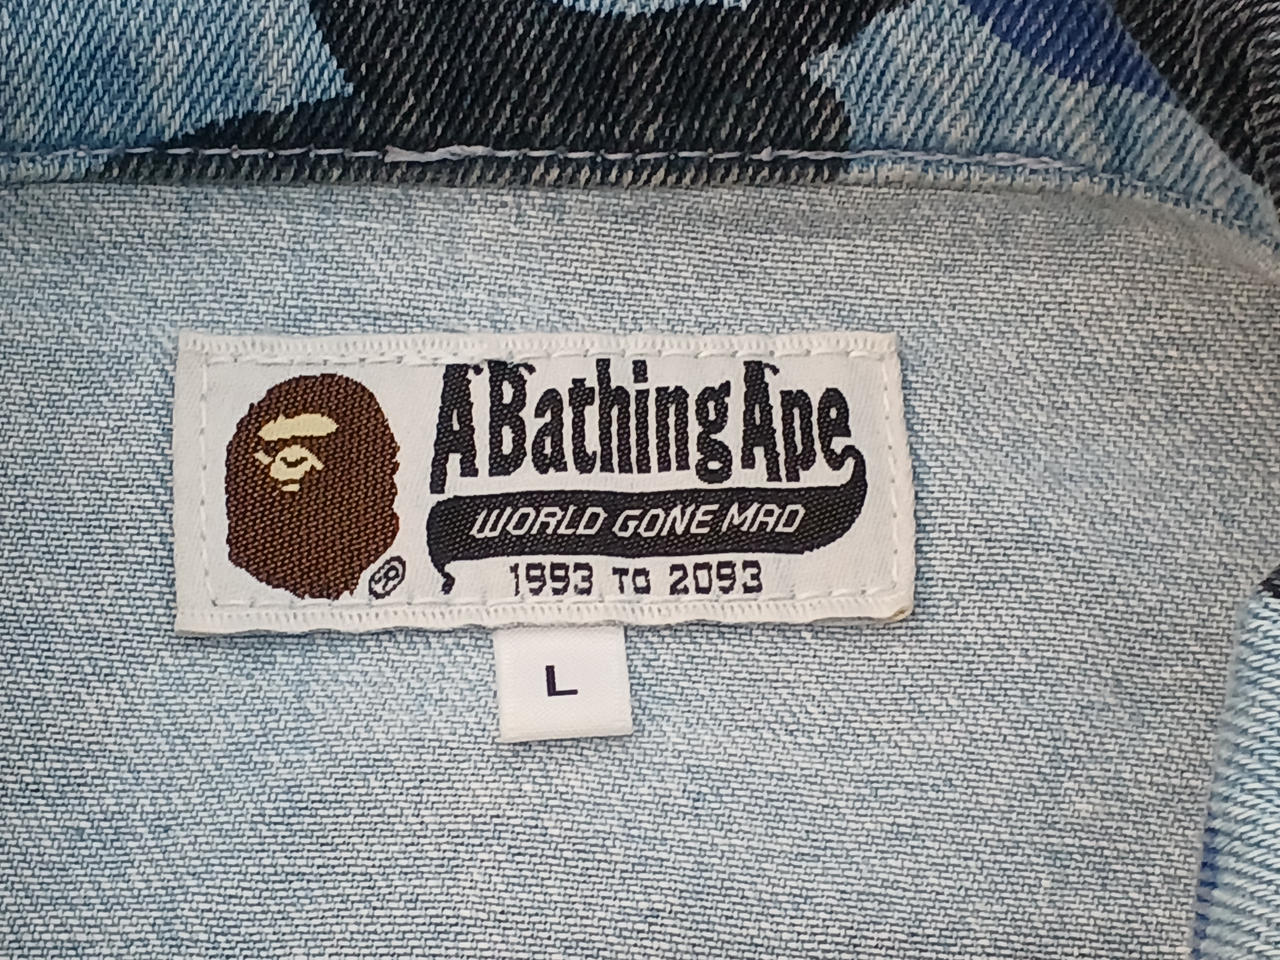 A Bathing Ape
WORLD GONE MAD
1993 TO 2093
®
L